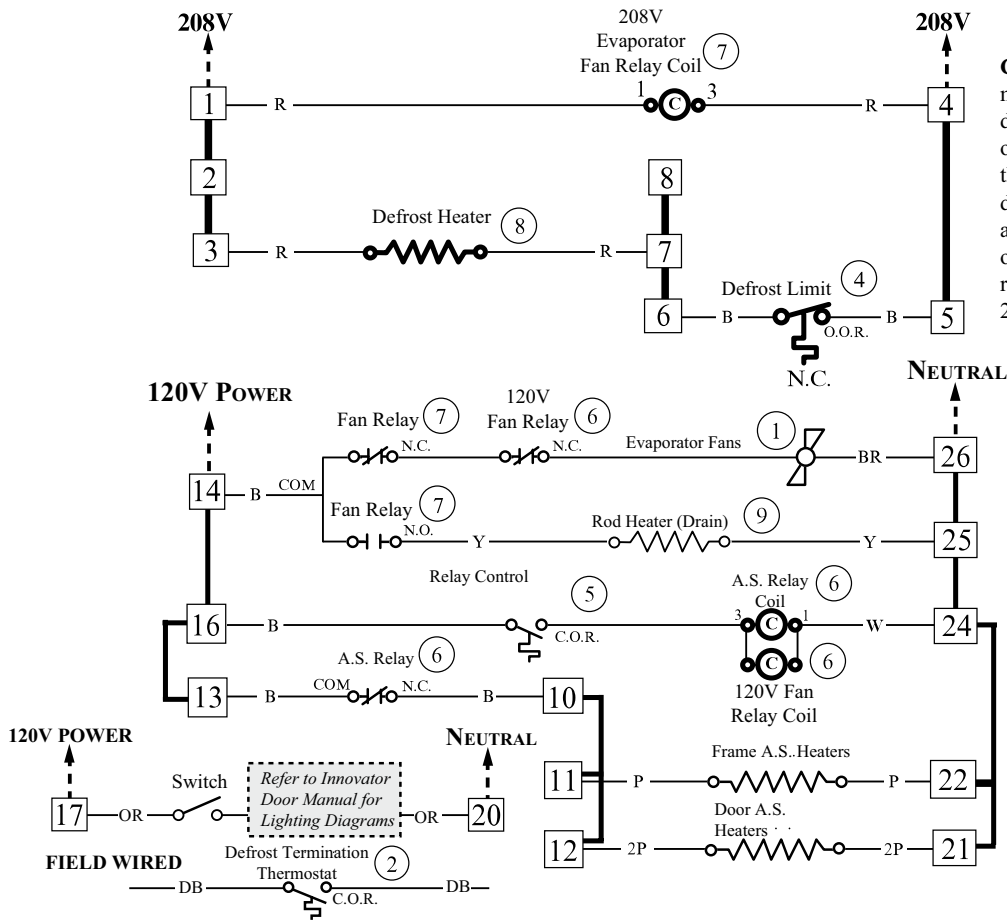 208V
208V
208V
Evaporator
Fan Relay Coil 7
1 C 3
1 R R 4
2
8
Defrost Heater 8
3 R R 7
Defrost Limit 4
6 B B 5
O.O.R.
N.C.
120V POWER
NEUTRAL
Fan Relay 7
N.C.
120V
Fan Relay 6
N.C.
Evaporator Fans 1
BR 26
14 B COM
Fan Relay 7
N.O.
Y
Rod Heater (Drain) 9
Y 25
Relay Control
5
A.S. Relay 6
Coil
16 B C.O.R. 3 C 1 W 24
C 6
120V Fan
Relay Coil
A.S. Relay 6
13 B COM N.C. B 10
120V POWER
NEUTRAL
Switch
Refer to Innovator
Door Manual for
Lighting Diagrams
17 OR OR 20
Frame A.S. Heaters
11 P P 22
Door A.S.
Heaters
12 2P 2P 21
FIELD WIRED
Defrost Termination 2
Thermostat
DB C.O.R. DB